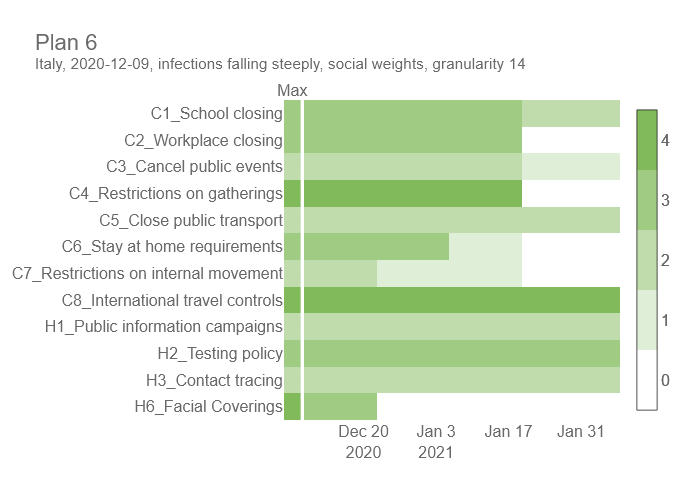 Plan 6
Italy, 2020-12-09, infections falling steeply, social weights, granularity 14
Max
C1_School closing
C2_Workplace closing
C3_Cancel public events
C4_Restrictions on gatherings
C5_Close public transport
C6_Stay at home requirements
C7_Restrictions on internal movement
C8_International travel controls
H1_Public information campaigns
H2_Testing policy
H3_Contact tracing
H6_Facial Coverings
Dec 20 Jan 3 Jan 17 Jan 31
2020 2021
4
3
2
1
0